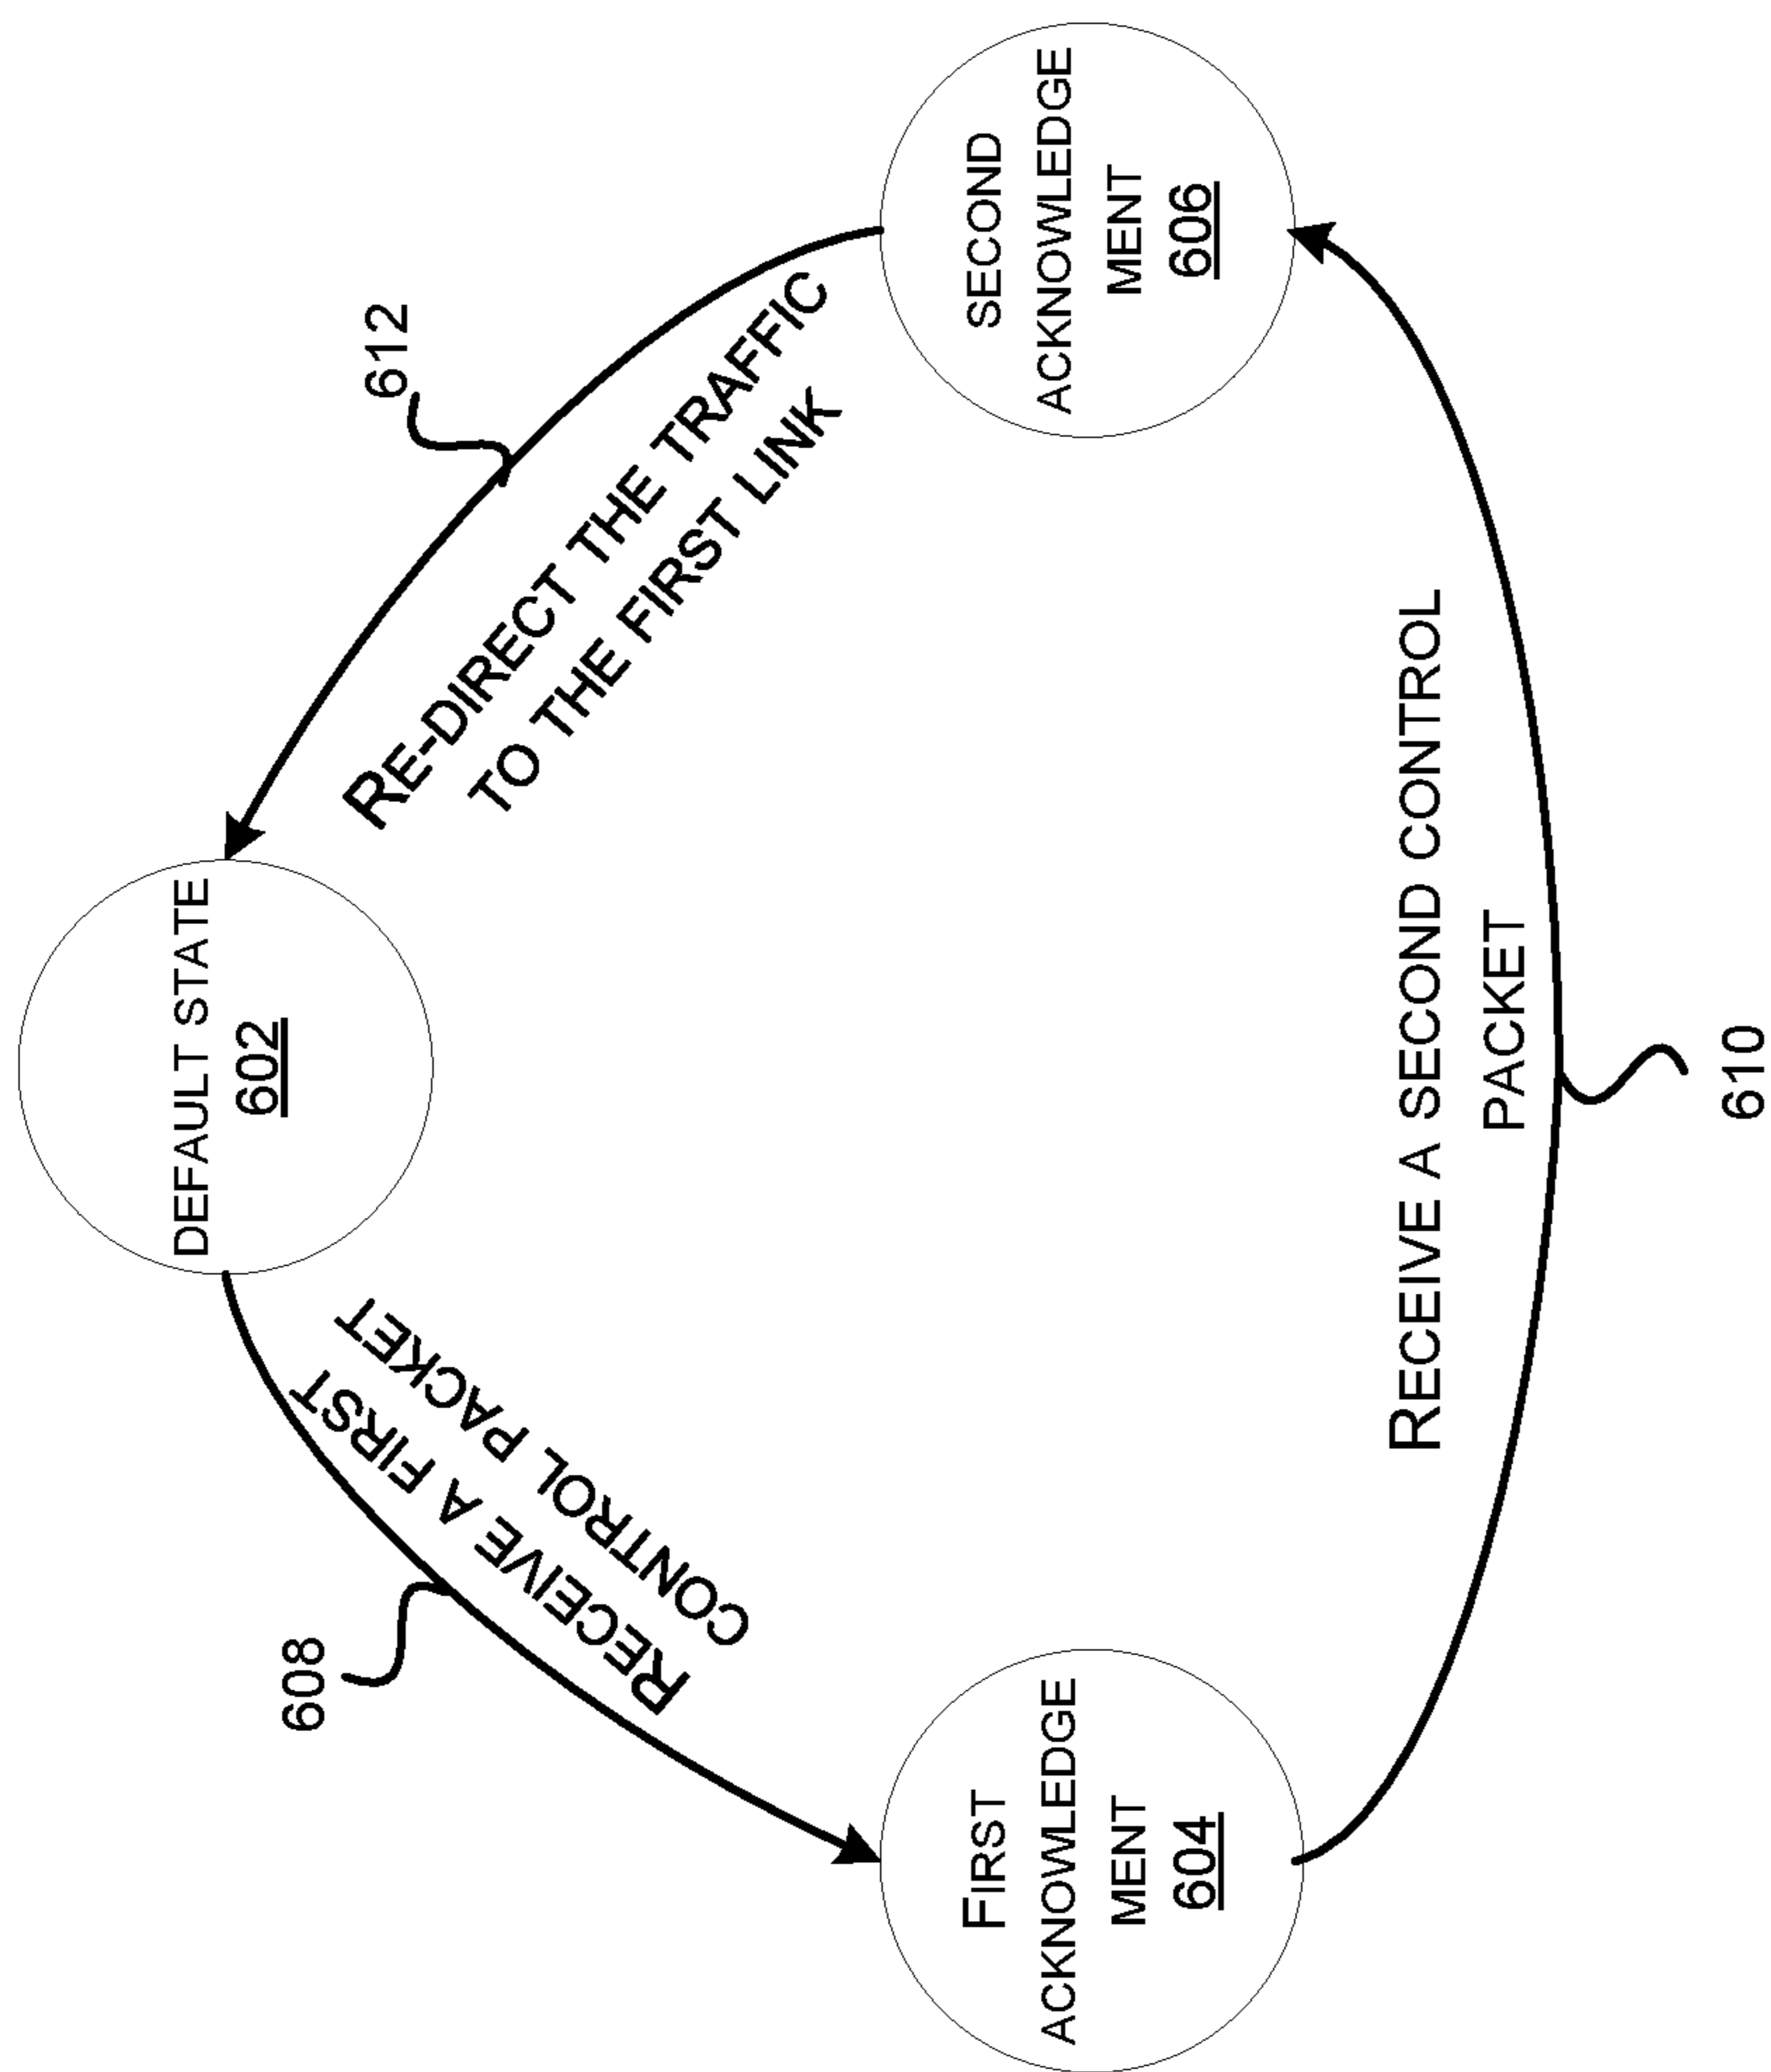 DEFAULT STATE
602
608
RECEIVE A FIRST
CONTROL PACKET
612
RE-DIRECT THE TRAFFIC
TO THE FIRST LINK
FIRST
ACKNOWLEDGE
MENT
604
SECOND
ACKNOWLEDGE
MENT
606
RECEIVE A SECOND CONTROL
PACKET
610